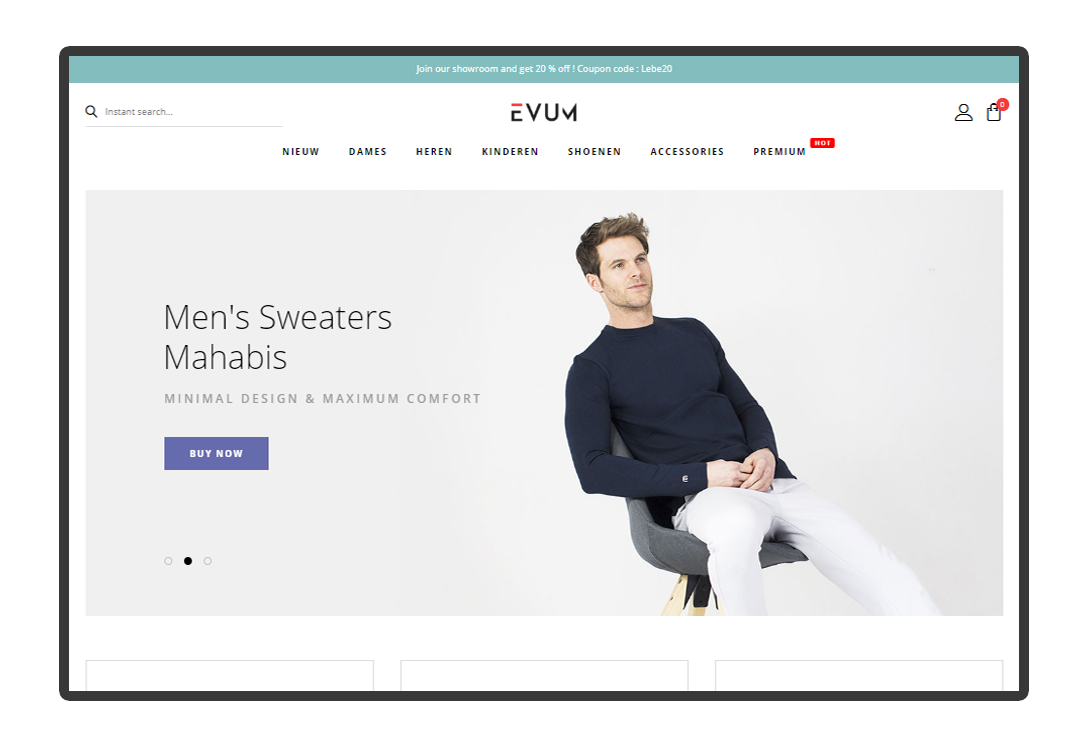 Join our showroom and get 20 % off ! Coupon code : Lebe20
Instant search...
EVUM
0
NIEUW DAMES HEREN KINDEREN SHOENEN ACCESSORIES PREMIUM HOT
Men's Sweaters
Mahabis
MINIMAL DESIGN & MAXIMUM COMFORT
BUY NOW